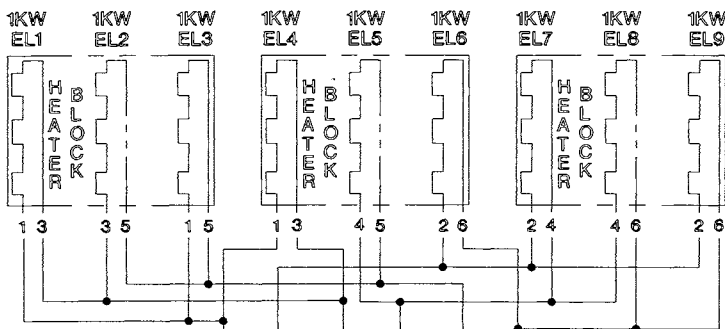 1KW 1KW 1KW 1KW 1KW 1KW 1KW 1KW 1KW
EL1 EL2 EL3 EL4 EL5 EL6 EL7 EL8 EL9
HEATER BLOCK HEATER BLOCK HEATER BLOCK
1 3 3 5 1 5 1 3 4 5 2 6 2 4 4 6 2 6